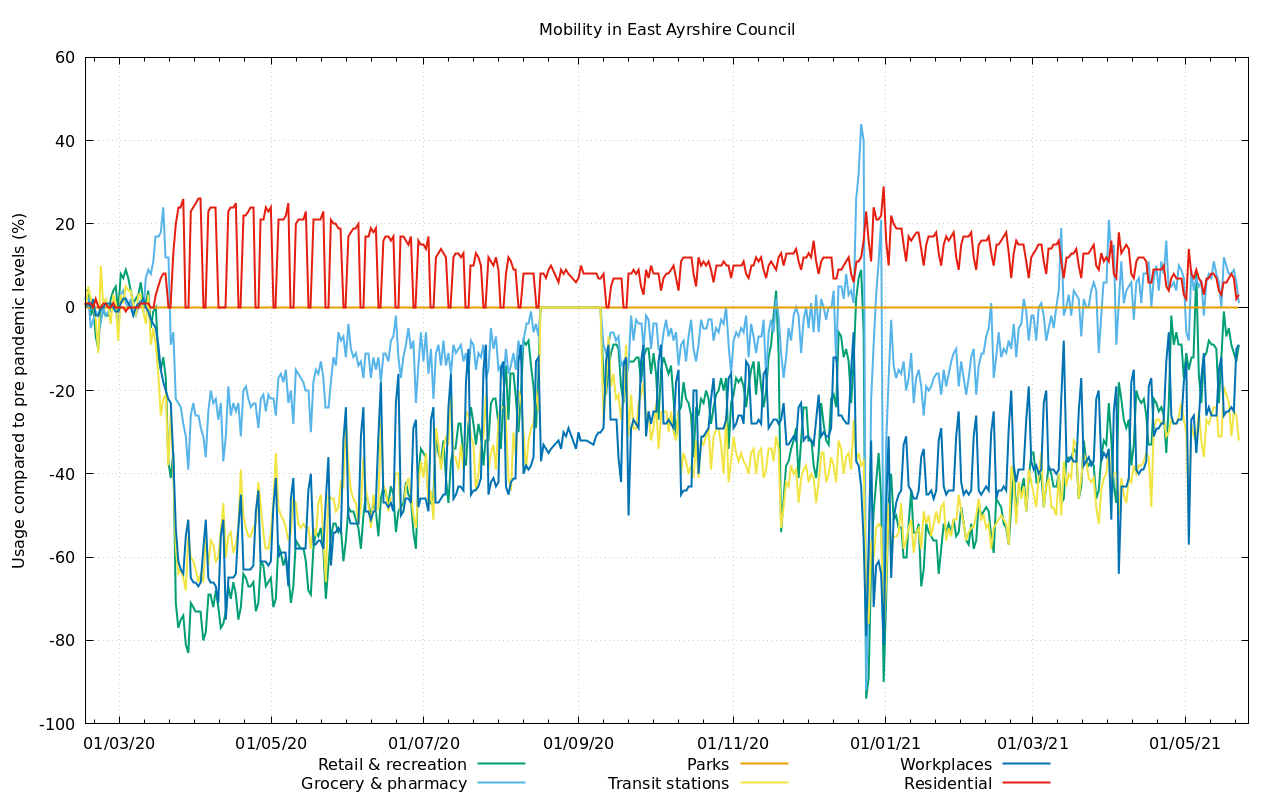 Mobility in East Ayrshire Council
Usage compared to pre pandemic levels (%)
60
40
20
0
-20
-40
-60
-80
-100
01/03/20 01/05/20 01/07/20 01/09/20 01/11/20 01/01/21 01/03/21 01/05/21
Retail & recreation Parks Workplaces
Grocery & pharmacy Transit stations Residential